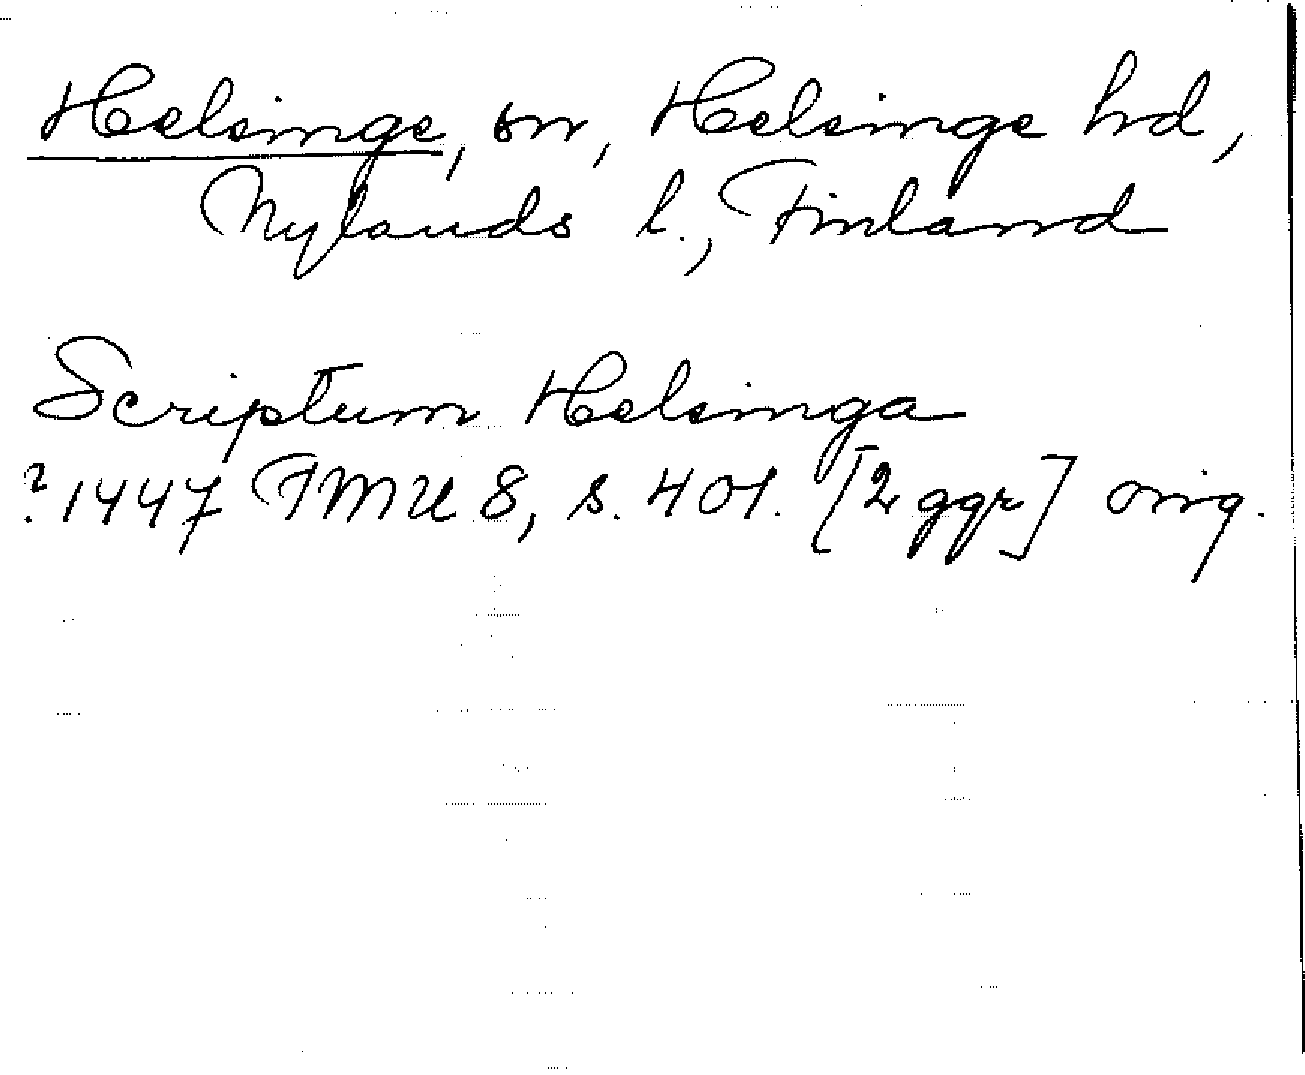 Helsinge, sn, Helsinge hd,
Nylands l., Finland
Scriptum Helsinga
? 1447 FMU 8, s. 401. [2 ggr] orig.